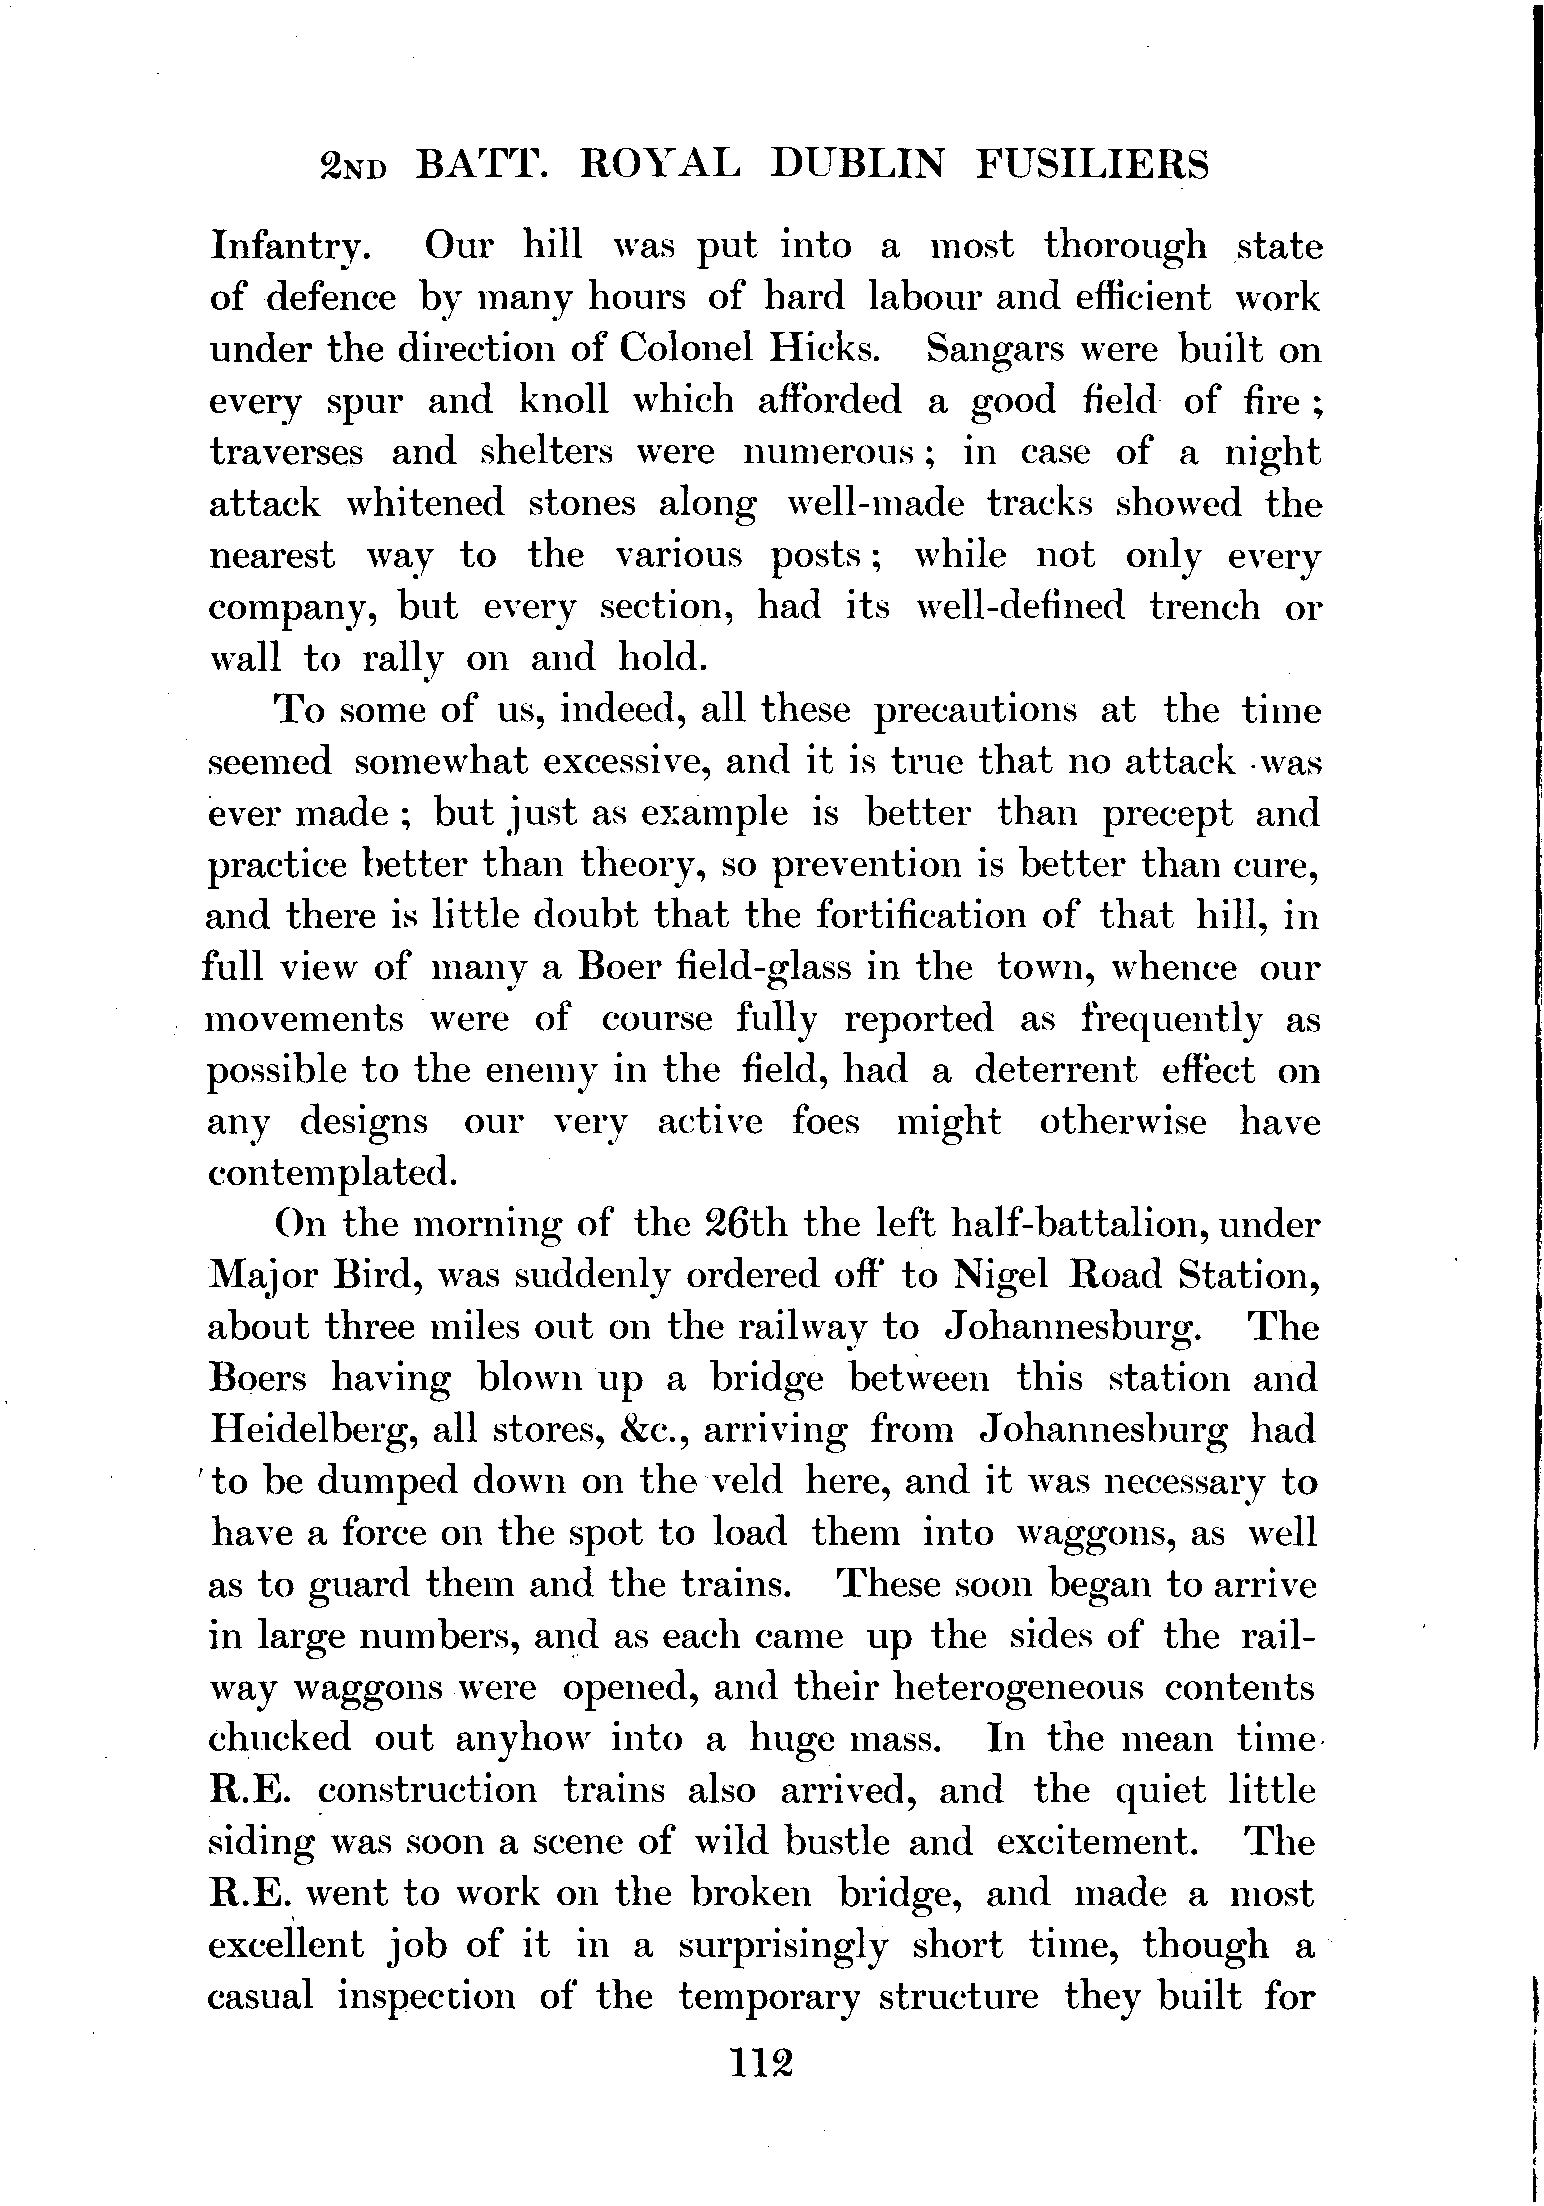 2ND BATT. ROYAL DUBLIN FUSILIERS
Infantry. Our hill was put into a most thorough state
of defence by many hours of hard labour and efficient work
under the direction of Colonel Hicks. Sangars were built on
every spur and knoll which afforded a good field of fire ;
traverses and shelters were numerous ; in case of a night
attack whitened stones along well-made tracks showed the
nearest way to the various posts ; while not only every
company, but every section, had its well-defined trench or
wall to rally on and hold.
To some of us, indeed, all these precautions at the time
seemed somewhat excessive, and it is true that no attack was
ever made ; but just as example is better than precept and
practice better than theory, so prevention is better than cure,
and there is little doubt that the fortification of that hill, in
full view of many a Boer field-glass in the town, whence our
movements were of course fully reported as frequently as
possible to the enemy in the field, had a deterrent effect on
any designs our very active foes might otherwise have
contemplated.
On the morning of the 26th the left half-battalion, under
Major Bird, was suddenly ordered off to Nigel Road Station,
about three miles out on the railway to Johannesburg. The
Boers having blown up a bridge between this station and
Heidelberg, all stores, &c., arriving from Johannesburg had
to be dumped down on the veld here, and it was necessary to
have a force on the spot to load them into waggons, as well
as to guard them and the trains. These soon began to arrive
in large numbers, and as each came up the sides of the rail-
way waggons were opened, and their heterogeneous contents
chucked out anyhow into a huge mass. In the mean time
R.E. construction trains also arrived, and the quiet little
siding was soon a scene of wild bustle and excitement. The
R.E. went to work on the broken bridge, and made a most
excellent job of it in a surprisingly short time, though a
casual inspection of the temporary structure they built for
112